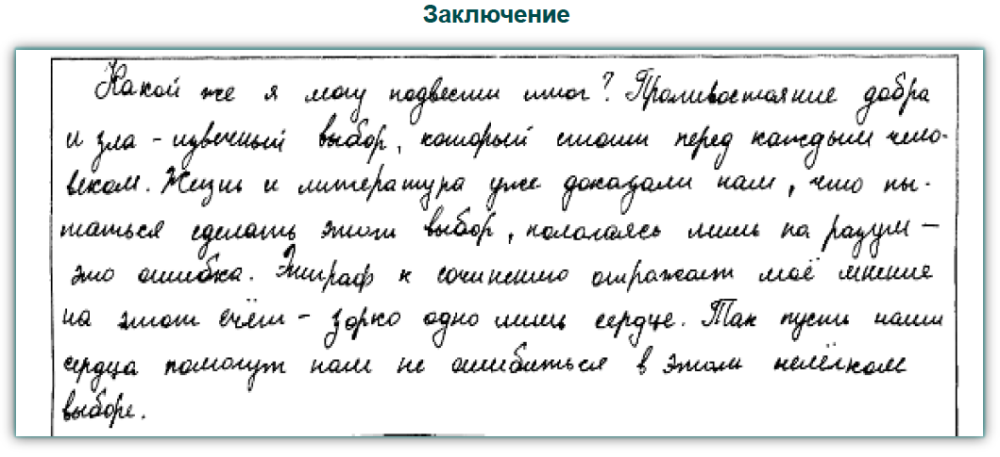 Заключение
Какой же я могу подвести итог? Противостояние добра
и зла - извечный выбор, который стоит перед каждым чело-
веком. Жизнь и литература уже доказали нам, что пы-
таться сделать этот выбор, полагаясь лишь на разум –
это ошибка. Эпиграф к сочинению отражает моё мнение
на этот счёт – зорко одно лишь сердце. Так пусть наши
сердца помогут нам не ошибиться в этом нелёгком
выборе.